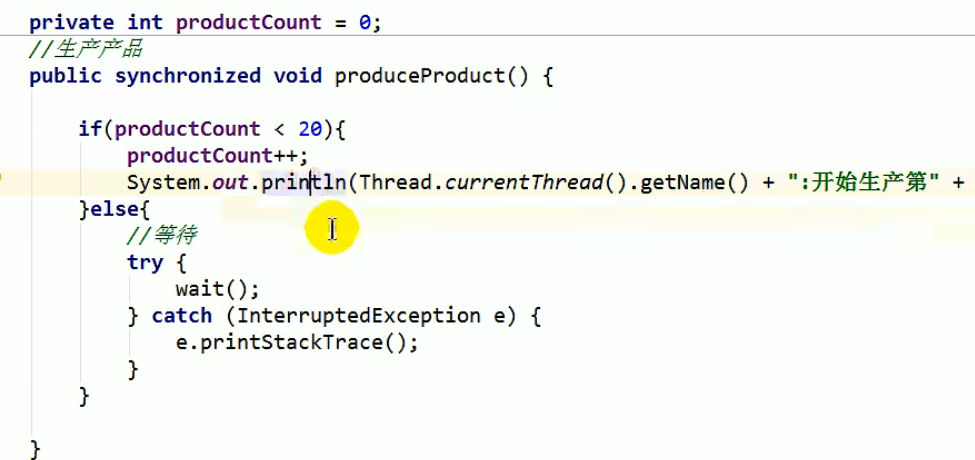 private int productCount = 0;
//生产产品
public synchronized void produceProduct() {
if(productCount < 20){
productCount++;
System.out.println(Thread.currentThread().getName() + ":开始生产第" +
}else{
//等待
try {
wait();
} catch (InterruptedException e) {
e.printStackTrace();
}
}
}